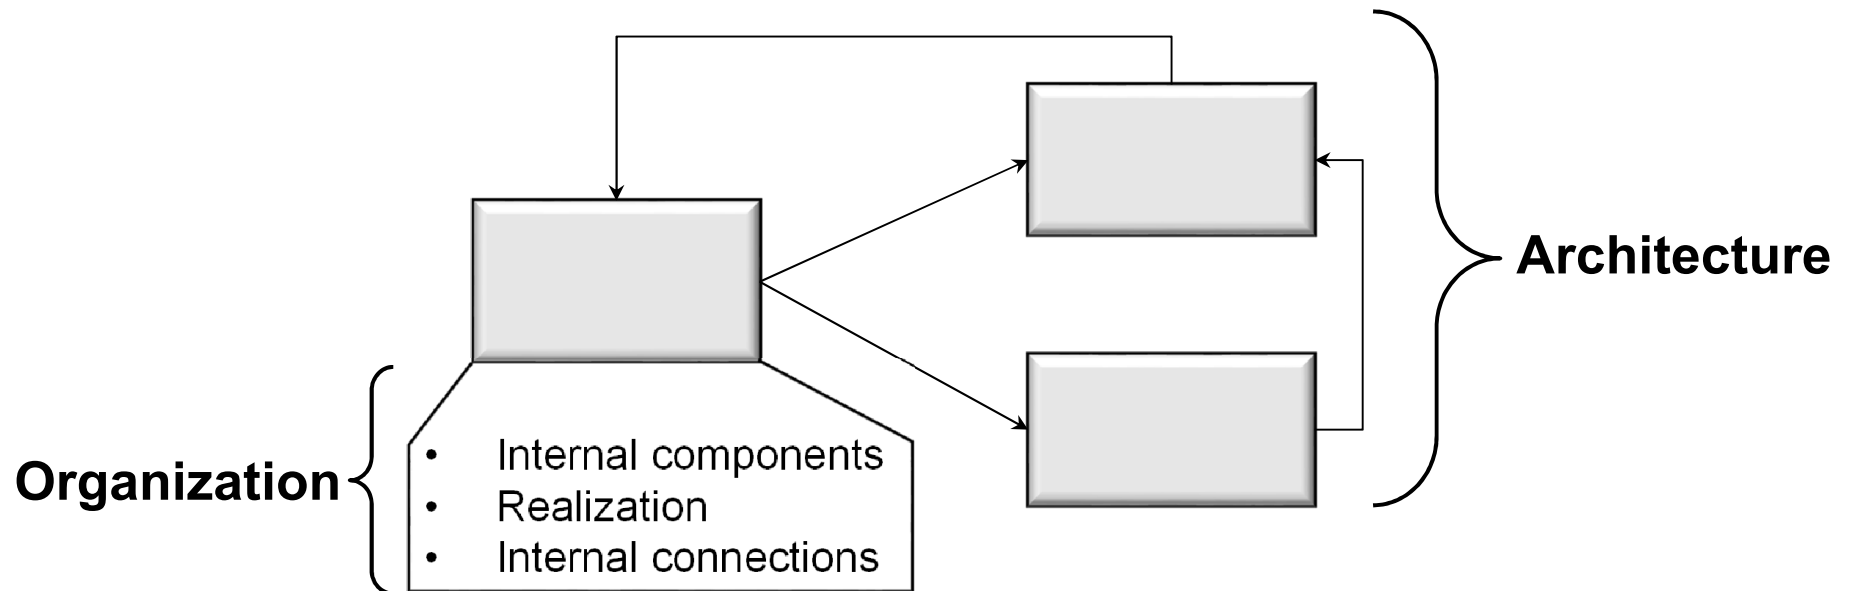 Architecture
Organization
• Internal components
• Realization
• Internal connections